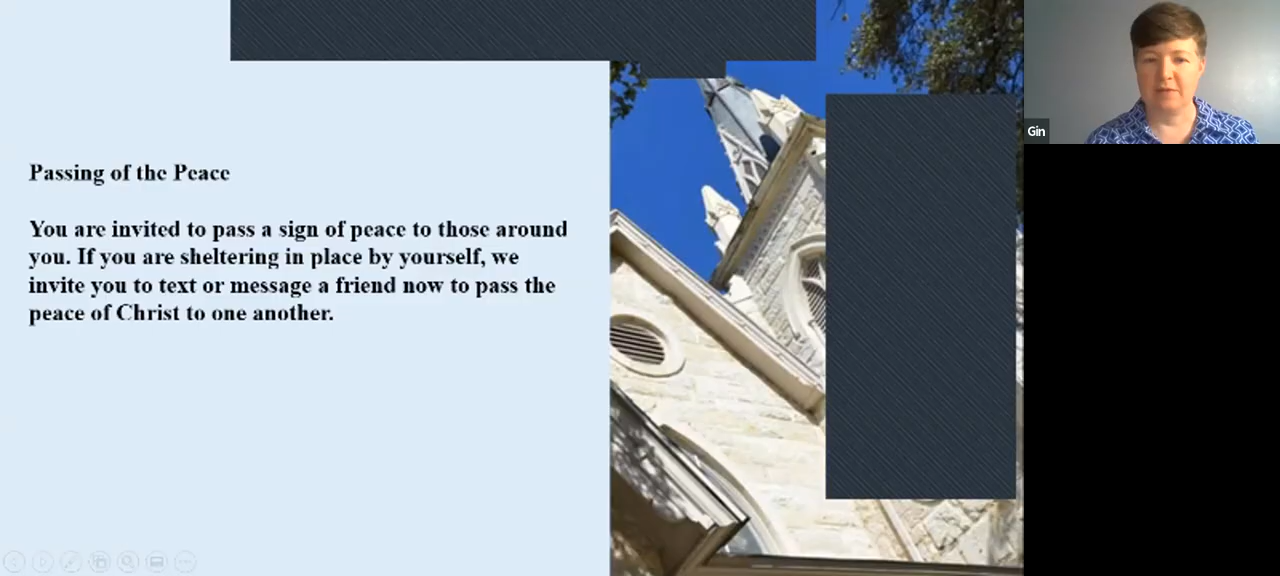 Passing of the Peace
You are invited to pass a sign of peace to those around
you. If you are sheltering in place by yourself, we
invite you to text or message a friend now to pass the
peace of Christ to one another.
Gin